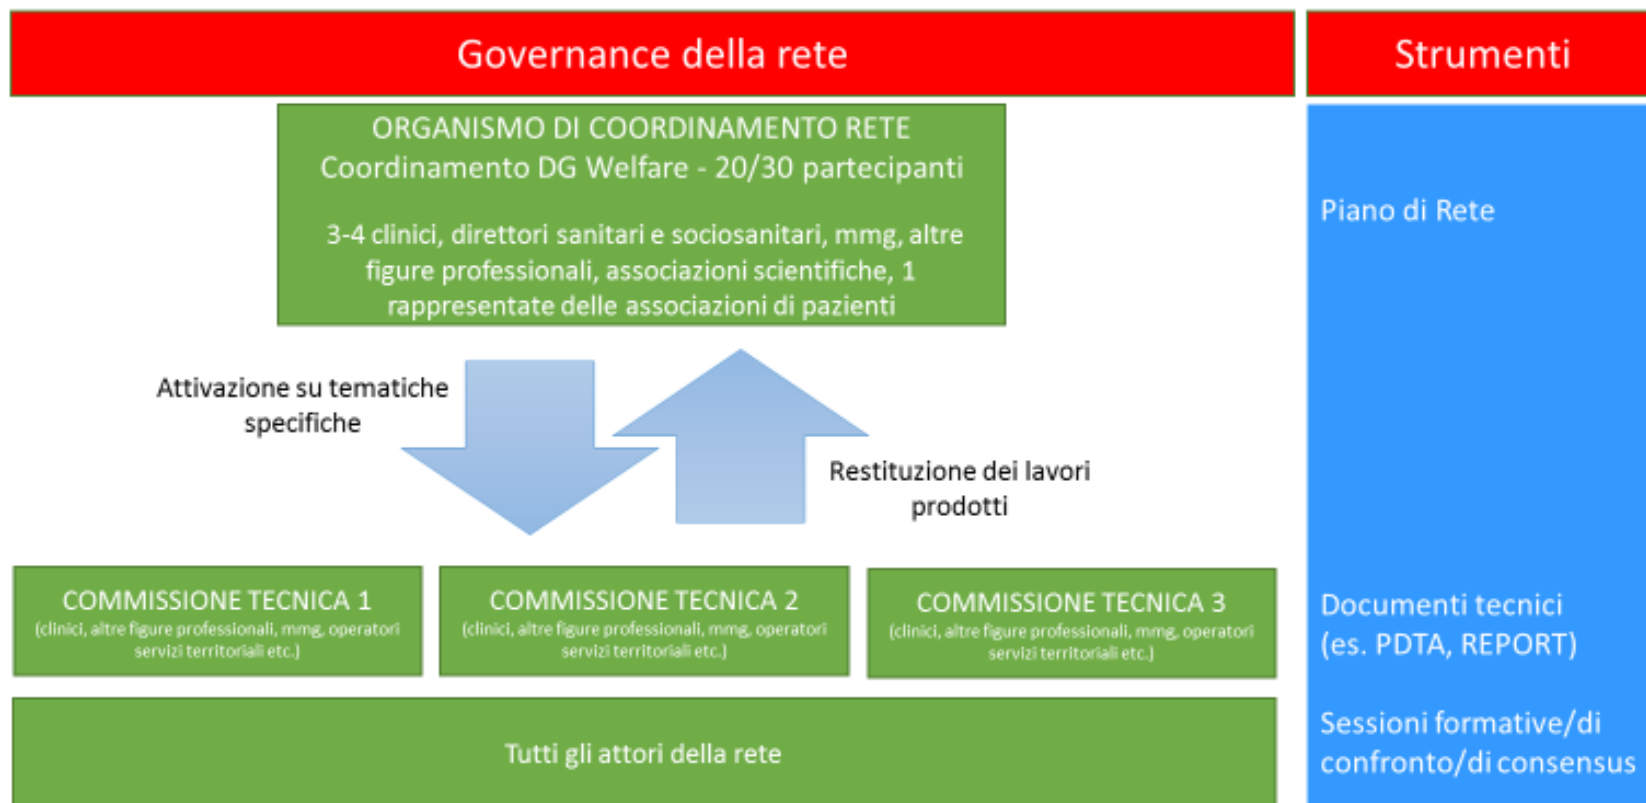 Governance della rete
Strumenti
ORGANISMO DI COORDINAMENTO RETE
Coordinamento DG Welfare - 20/30 partecipanti
3-4 clinici, direttori sanitari e sociosanitari, mmg, altre
figure professionali, associazioni scientifiche, 1
rappresentate delle associazioni di pazienti
Piano di Rete
Attivazione su tematiche
specifiche
Restituzione dei lavori
prodotti
COMMISSIONE TECNICA 1
(clinici, altre figure professionali, mmg, operatori
servizi territoriali etc.)
COMMISSIONE TECNICA 2
(clinici, altre figure professionali, mmg, operatori
servizi territoriali etc.)
COMMISSIONE TECNICA 3
(clinici, altre figure professionali, mmg, operatori
servizi territoriali etc.)
Documenti tecnici
(es. PDTA, REPORT)
Tutti gli attori della rete
Sessioni formative/di
confronto/di consensus